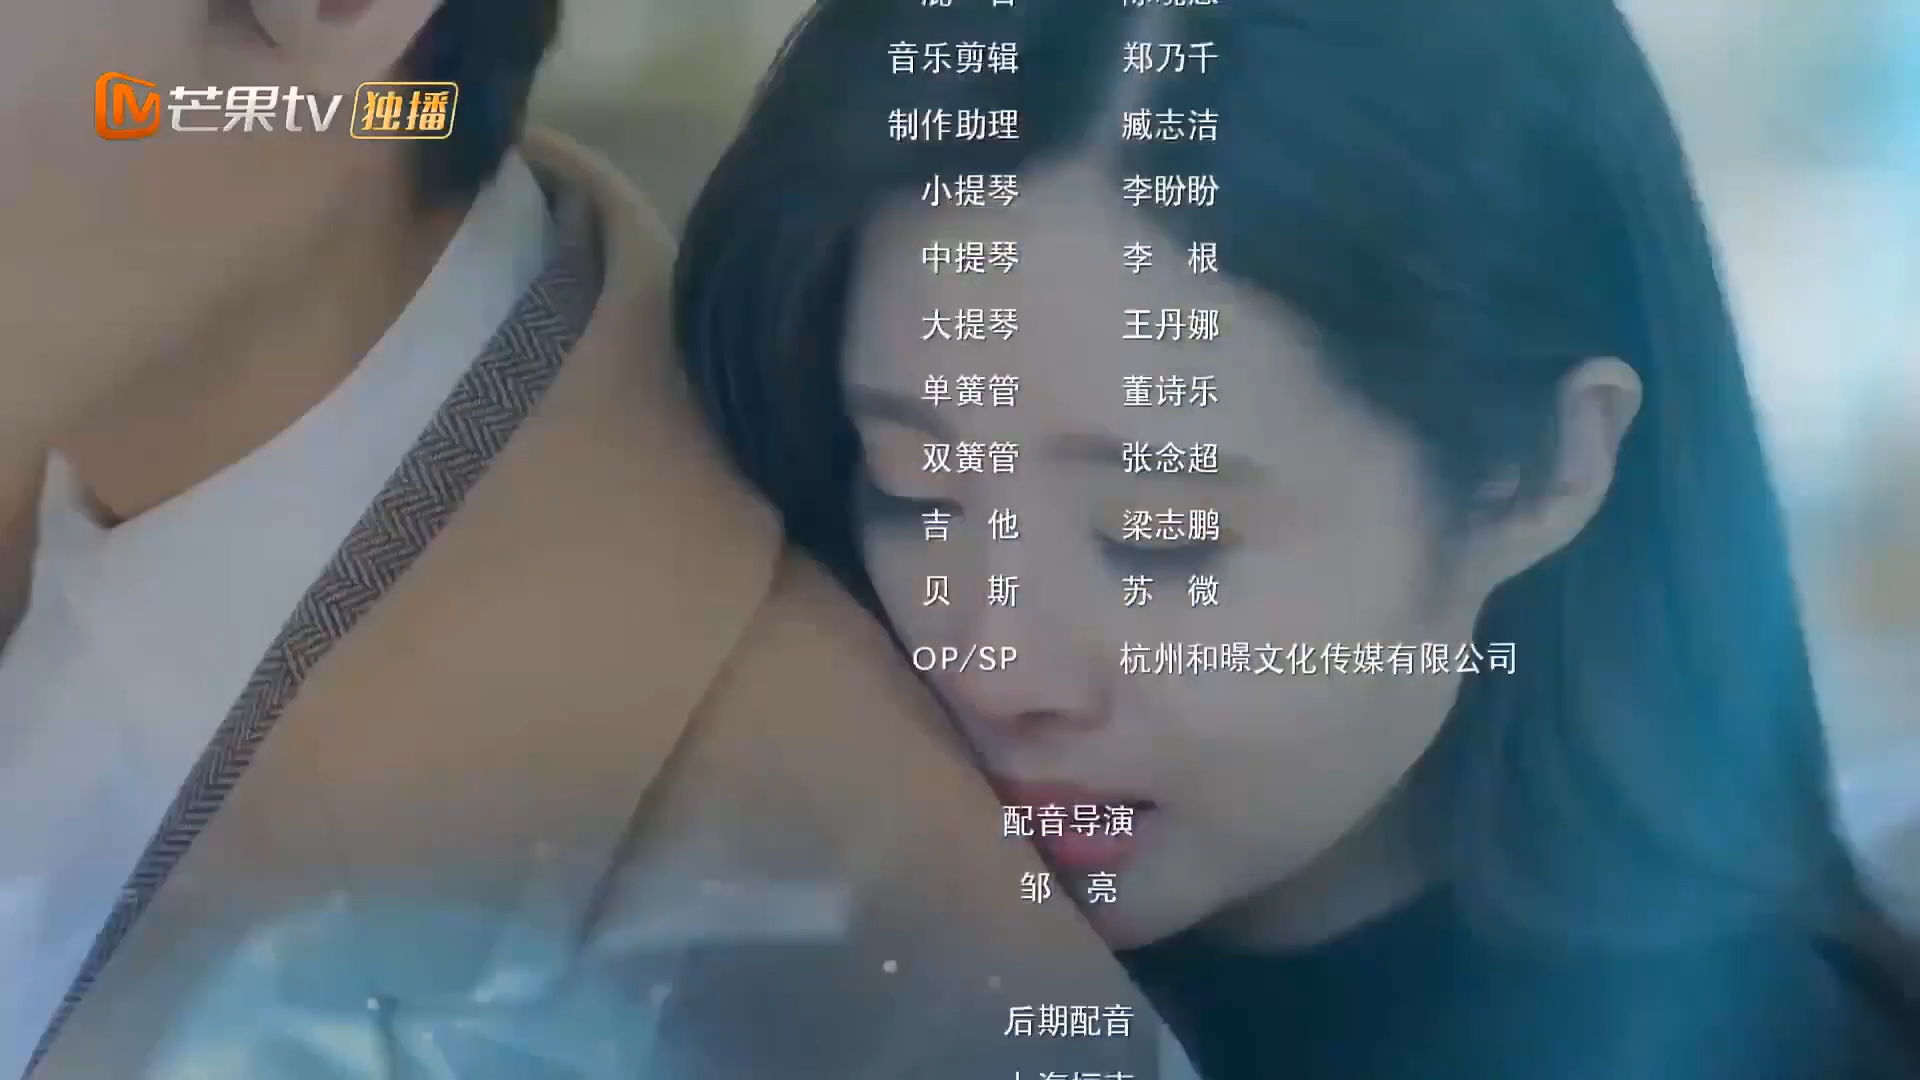 芒果tv 独播
音乐剪辑 郑乃千
制作助理 臧志洁
小提琴 李盼盼
中提琴 李 根
大提琴 王丹娜
单簧管 董诗乐
双簧管 张念超
吉 他 梁志鹏
贝 斯 苏 微
OP/SP 杭州和暻文化传媒有限公司
配音导演
邹 亮
后期配音